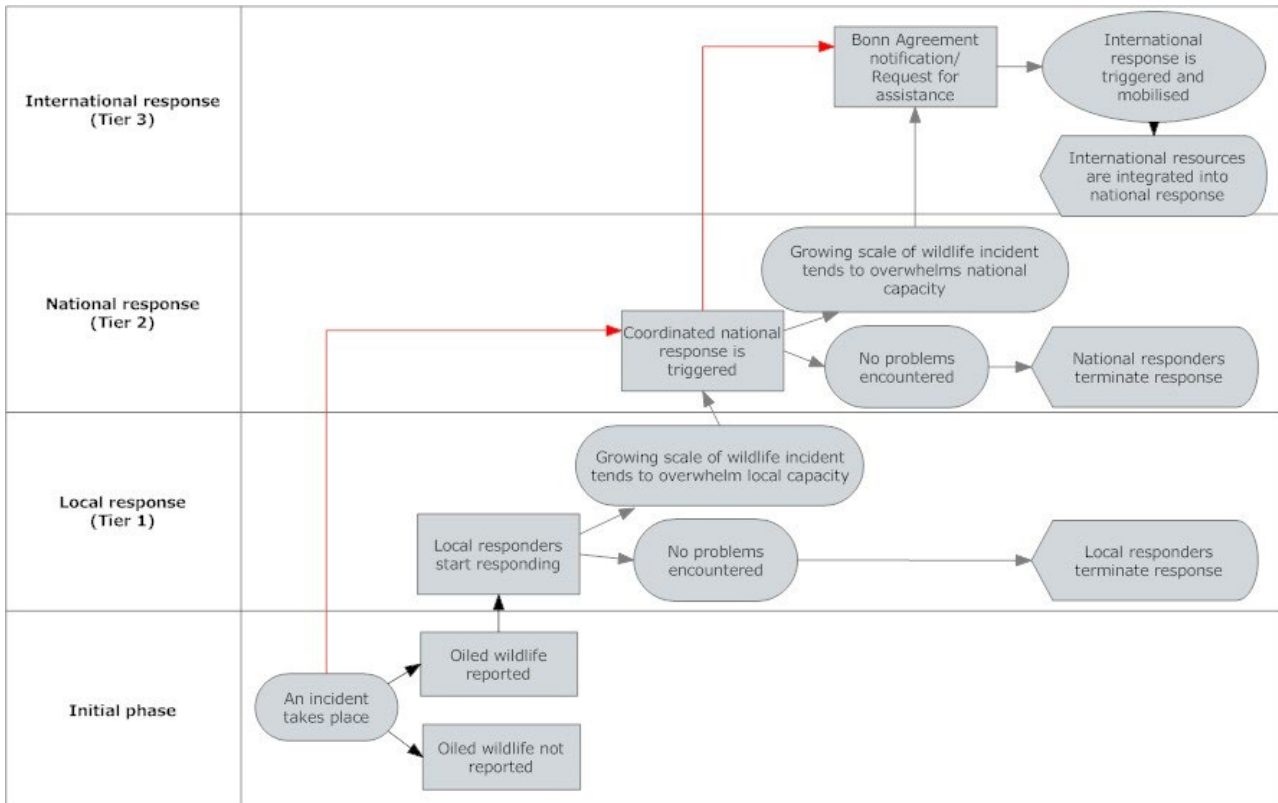 International response
(Tier 3)
Bonn Agreement
notification/
Request for
assistance
International
response is
triggered and
mobilised
International resources
are integrated into
national response
National response
(Tier 2)
Growing scale of wildlife incident
tends to overwhelms national
capacity
Coordinated national
response is
triggered
No problems
encountered
National responders
terminate response
Local response
(Tier 1)
Growing scale of wildlife incident
tends to overwhelm local capacity
Local responders
start responding
No problems
encountered
Local responders
terminate response
Initial phase
An incident
takes place
Oiled wildlife
reported
Oiled wildlife not
reported